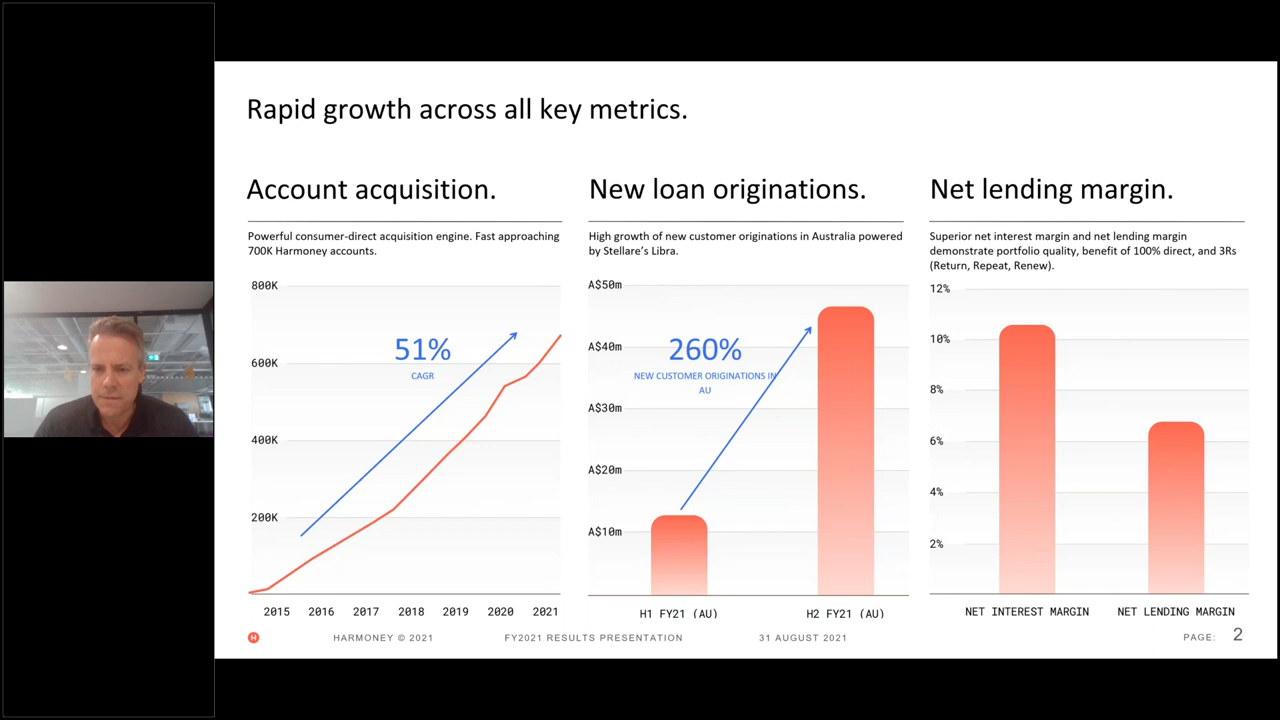 Rapid growth across all key metrics.
Account acquisition.
Powerful consumer-direct acquisition engine. Fast approaching
700K Harmoney accounts.
800K
600K
400K
200K
51%
CAGR
2015 2016 2017 2018 2019 2020 2021
New loan originations.
High growth of new customer originations in Australia powered
by Stellare's Libra.
A$50m
A$40m
A$30m
A$20m
A$10m
260%
NEW CUSTOMER ORIGINATIONS IN
AU
H1 FY21 (AU) H2 FY21 (AU)
Net lending margin.
Superior net interest margin and net lending margin
demonstrate portfolio quality, benefit of 100% direct, and 3Rs
(Return, Repeat, Renew).
12%
10%
8%
6%
4%
2%
NET INTEREST MARGIN NET LENDING MARGIN
H HARMONEY © 2021 FY2021 RESULTS PRESENTATION 31 AUGUST 2021 PAGE: 2